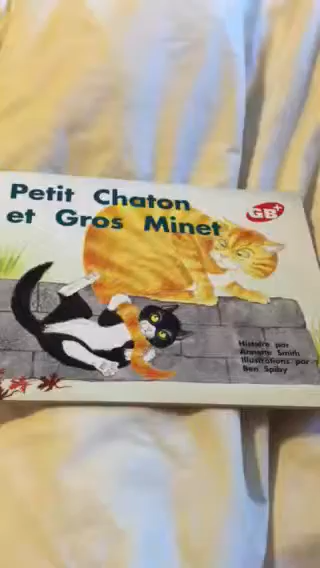 Petit Chaton
et Gros Minet
GB+
Histoire par
Annette Smith
Illustrations par
Ben Spiby